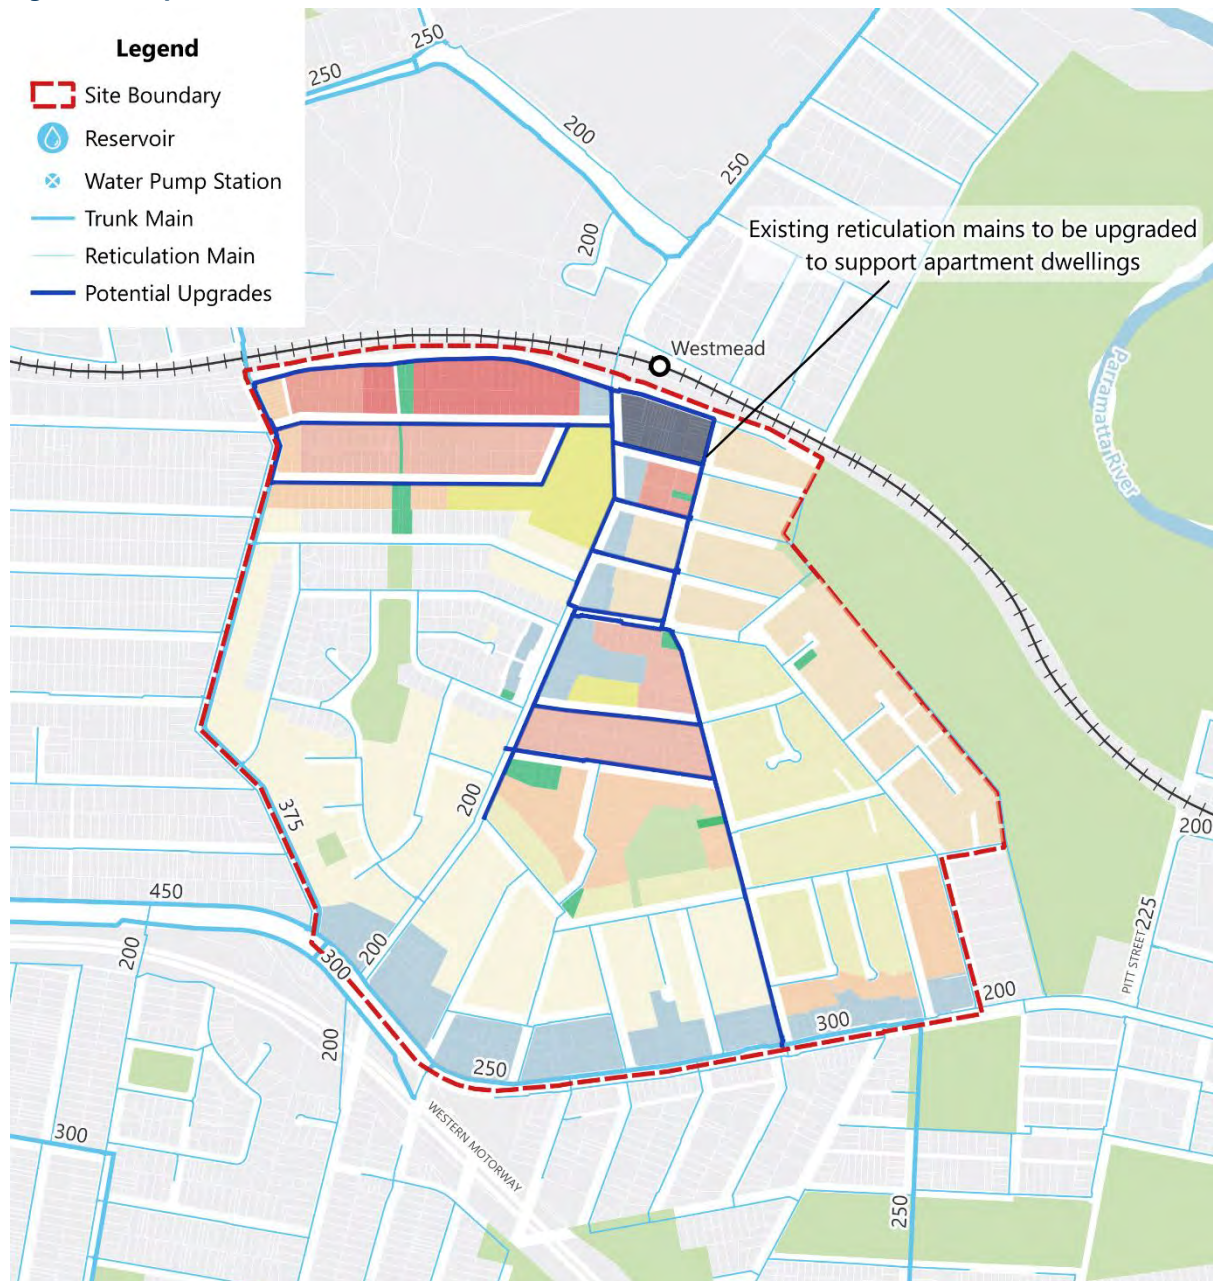 Legend
Site Boundary
Reservoir
Water Pump Station
Trunk Main
Reticulation Main
Potential Upgrades
250
250
200
250
200
Existing reticulation mains to be upgraded
to support apartment dwellings
Westmead
Parramatta River
200
375
200
450
200
300
200
200
225
PITT STREET
200
300
250
WESTERN MOTORWAY
300
250